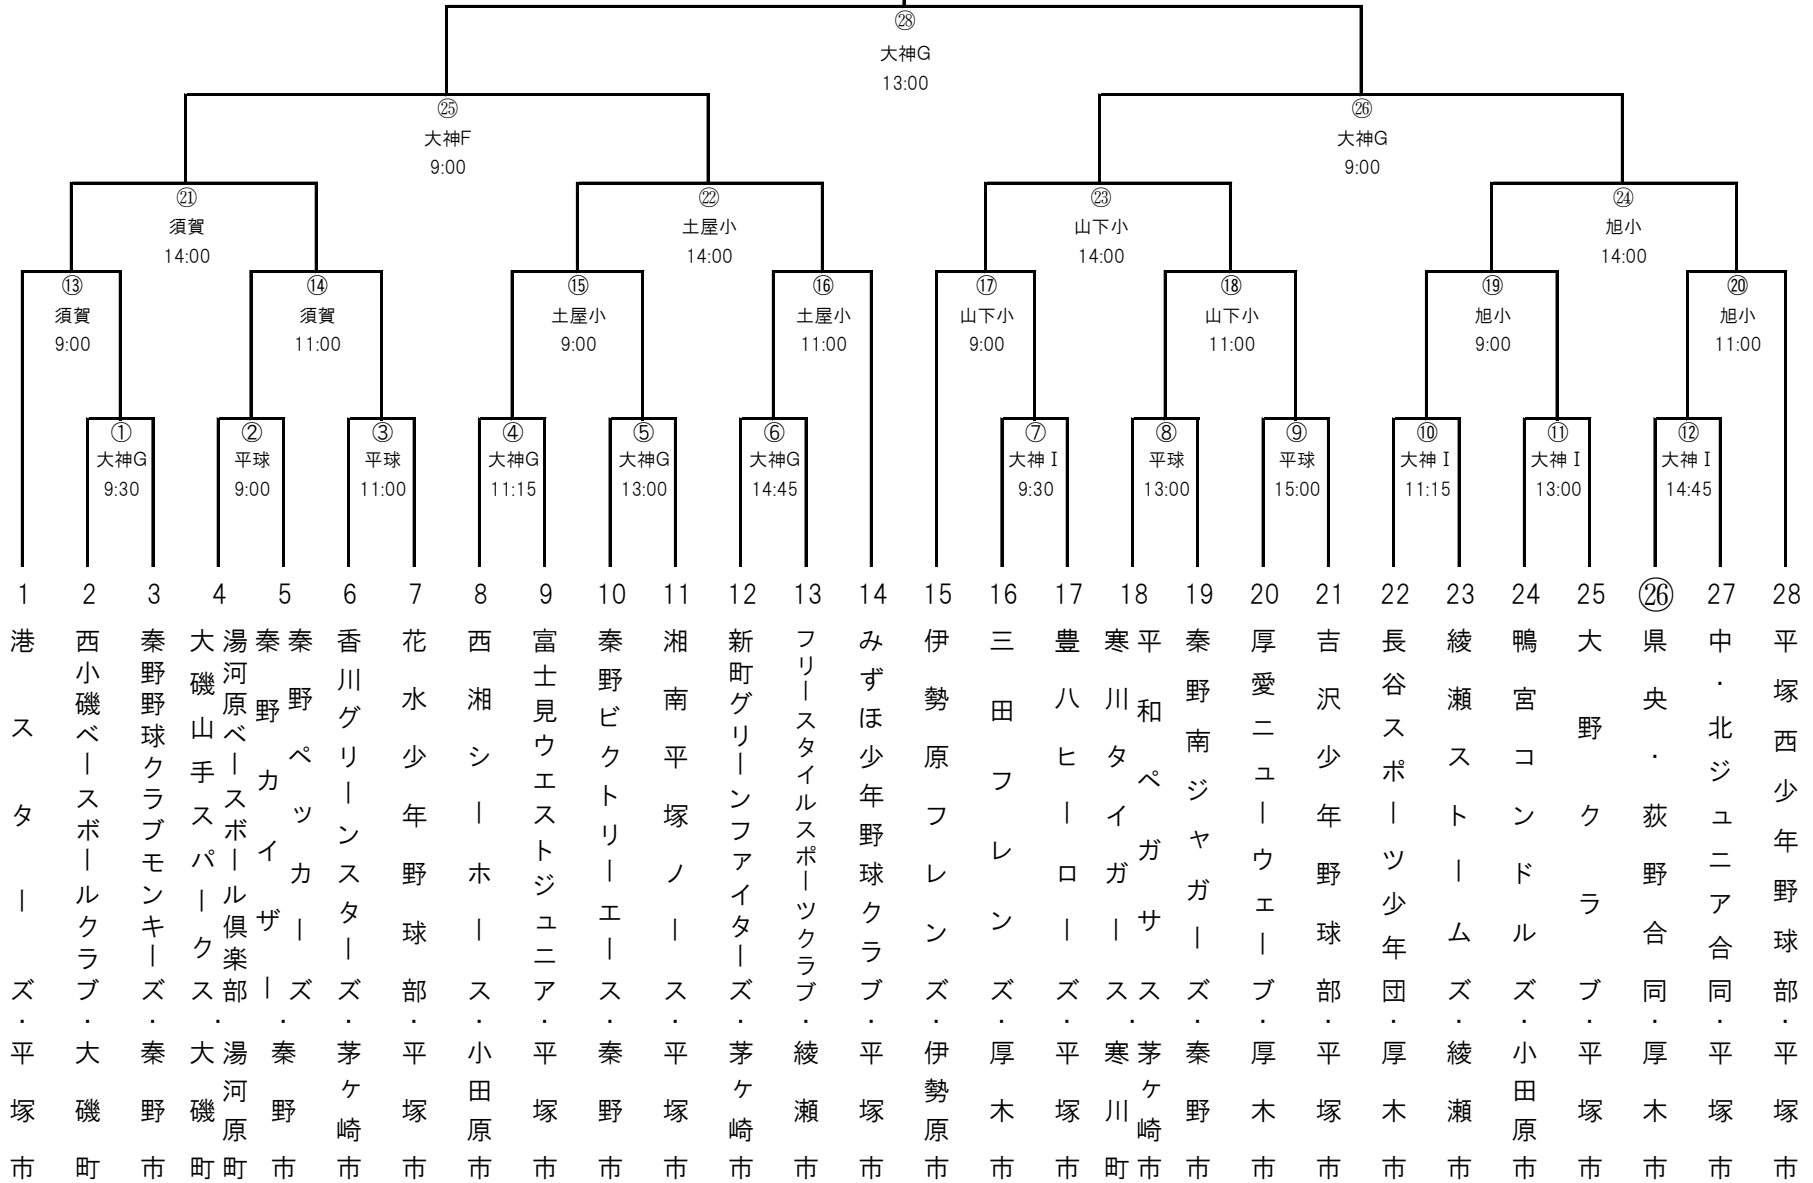 ㉘
大神G
13:00
㉕
大神F
9:00
㉖
大神G
9:00
㉑
須賀
14:00
㉒
土屋小
14:00
㉓
山下小
14:00
㉔
旭小
14:00
⑬
須賀
9:00
⑭
須賀
11:00
⑮
土屋小
9:00
⑯
土屋小
11:00
⑰
山下小
9:00
⑱
山下小
11:00
⑲
旭小
9:00
⑳
旭小
11:00
①
大神G
9:30
②
平球
9:00
③
平球
11:00
④
大神G
11:15
⑤
大神G
13:00
⑥
大神G
14:45
⑦
大神Ｉ
9:30
⑧
平球
13:00
⑨
平球
15:00
⑩
大神Ｉ
11:15
⑪
大神Ｉ
13:00
⑫
大神Ｉ
14:45
1
港スターズ・平塚市
2
西小磯ベースボールクラブ・大磯町
3
秦野野球クラブモンキーズ・秦野市
4
湯河原ベースボール倶楽部・湯河原町
大磯山手スパークス・大磯町
5
秦野ペッカーズ・秦野市
秦野カイザー
6
香川グリーンスターズ・茅ヶ崎市
7
花水少年野球部・平塚市
8
西湘シーホース・小田原市
9
富士見ウエストジュニア・平塚市
10
秦野ビクトリーエース・秦野市
11
湘南平塚ノース・平塚市
12
新町グリーンファイターズ・茅ヶ崎市
13
フリースタイルスポーツクラブ・綾瀬市
14
みずほ少年野球クラブ・平塚市
15
伊勢原フレンズ・伊勢原市
16
三田フレンズ・厚木市
17
豊八ヒーローズ・平塚市
18
平和ペガサス・茅ヶ崎市
寒川タイガース・寒川町
19
秦野南ジャガーズ・秦野市
20
厚愛ニューウェーブ・厚木市
21
吉沢少年野球部・平塚市
22
長谷スポーツ少年団・厚木市
23
綾瀬ストームズ・綾瀬市
24
鴨宮コンドルズ・小田原市
25
大野クラブ・平塚市
㉖
県央・荻野合同・厚木市
27
中・北ジュニア合同・平塚市
28
平塚西少年野球部・平塚市